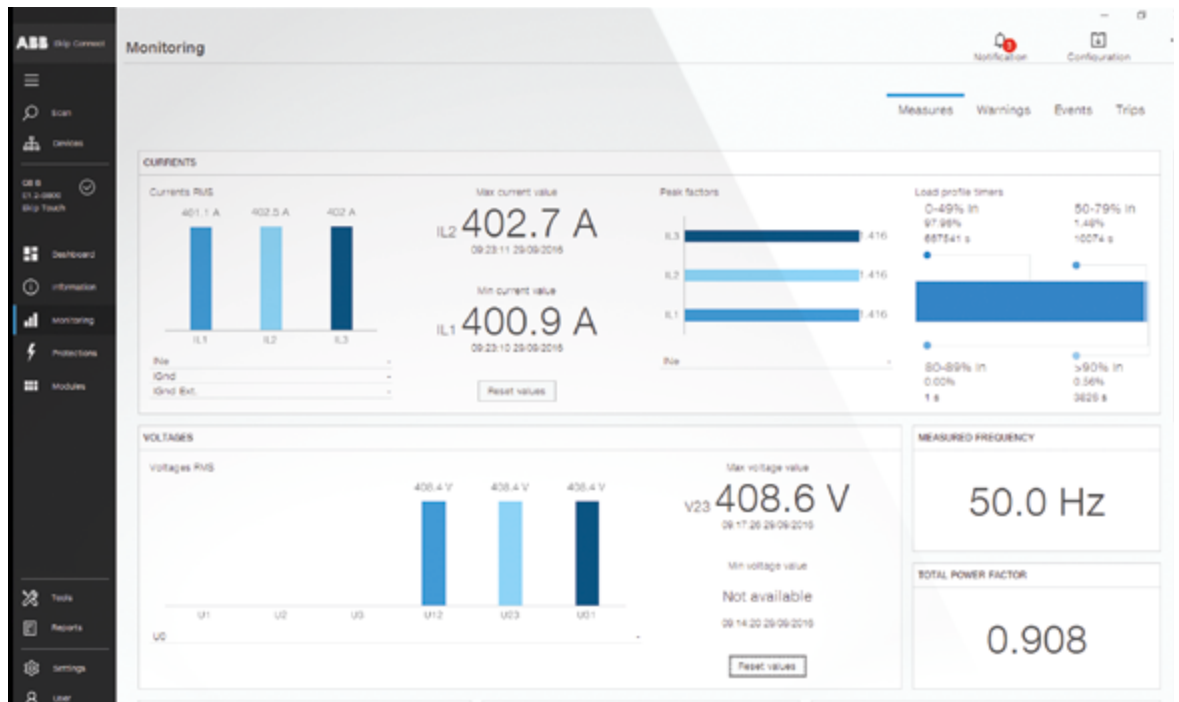 ABB Ekip Connect
Monitoring
Notification
Configuration
Scan
Devices
Measures Warnings Events Trips
E1.2-0800
Ekip Touch
Dashboard
Information
Monitoring
Protections
Modules
Tools
Reports
Settings
User
CURRENTS
Currents RMS
401.1 A 402.5 A 402 A
IL1 IL2 IL3
INe -
IGnd -
IGnd Ext. -
Max current value
IL2 402.7 A
09:23:11 29/09/2016
Min current value
IL1 400.9 A
09:23:10 29/09/2016
Reset values
Peak factors
IL3 1.416
IL2 1.416
IL1 1.416
INe -
Load profile timers
0-49% In 50-79% In
97.96% 1.48%
667541 s 10074 s
80-89% In >90% In
0.00% 0.56%
1 s 3829 s
VOLTAGES
Voltages RMS
408.4 V 408.4 V 408.4 V
U1 U2 U3 U12 U23 U31
U0 -
Max voltage value
V23 408.6 V
09:17:26 29/09/2016
Min voltage value
Not available
09:14:20 29/09/2016
Reset values
MEASURED FREQUENCY
50.0 Hz
TOTAL POWER FACTOR
0.908